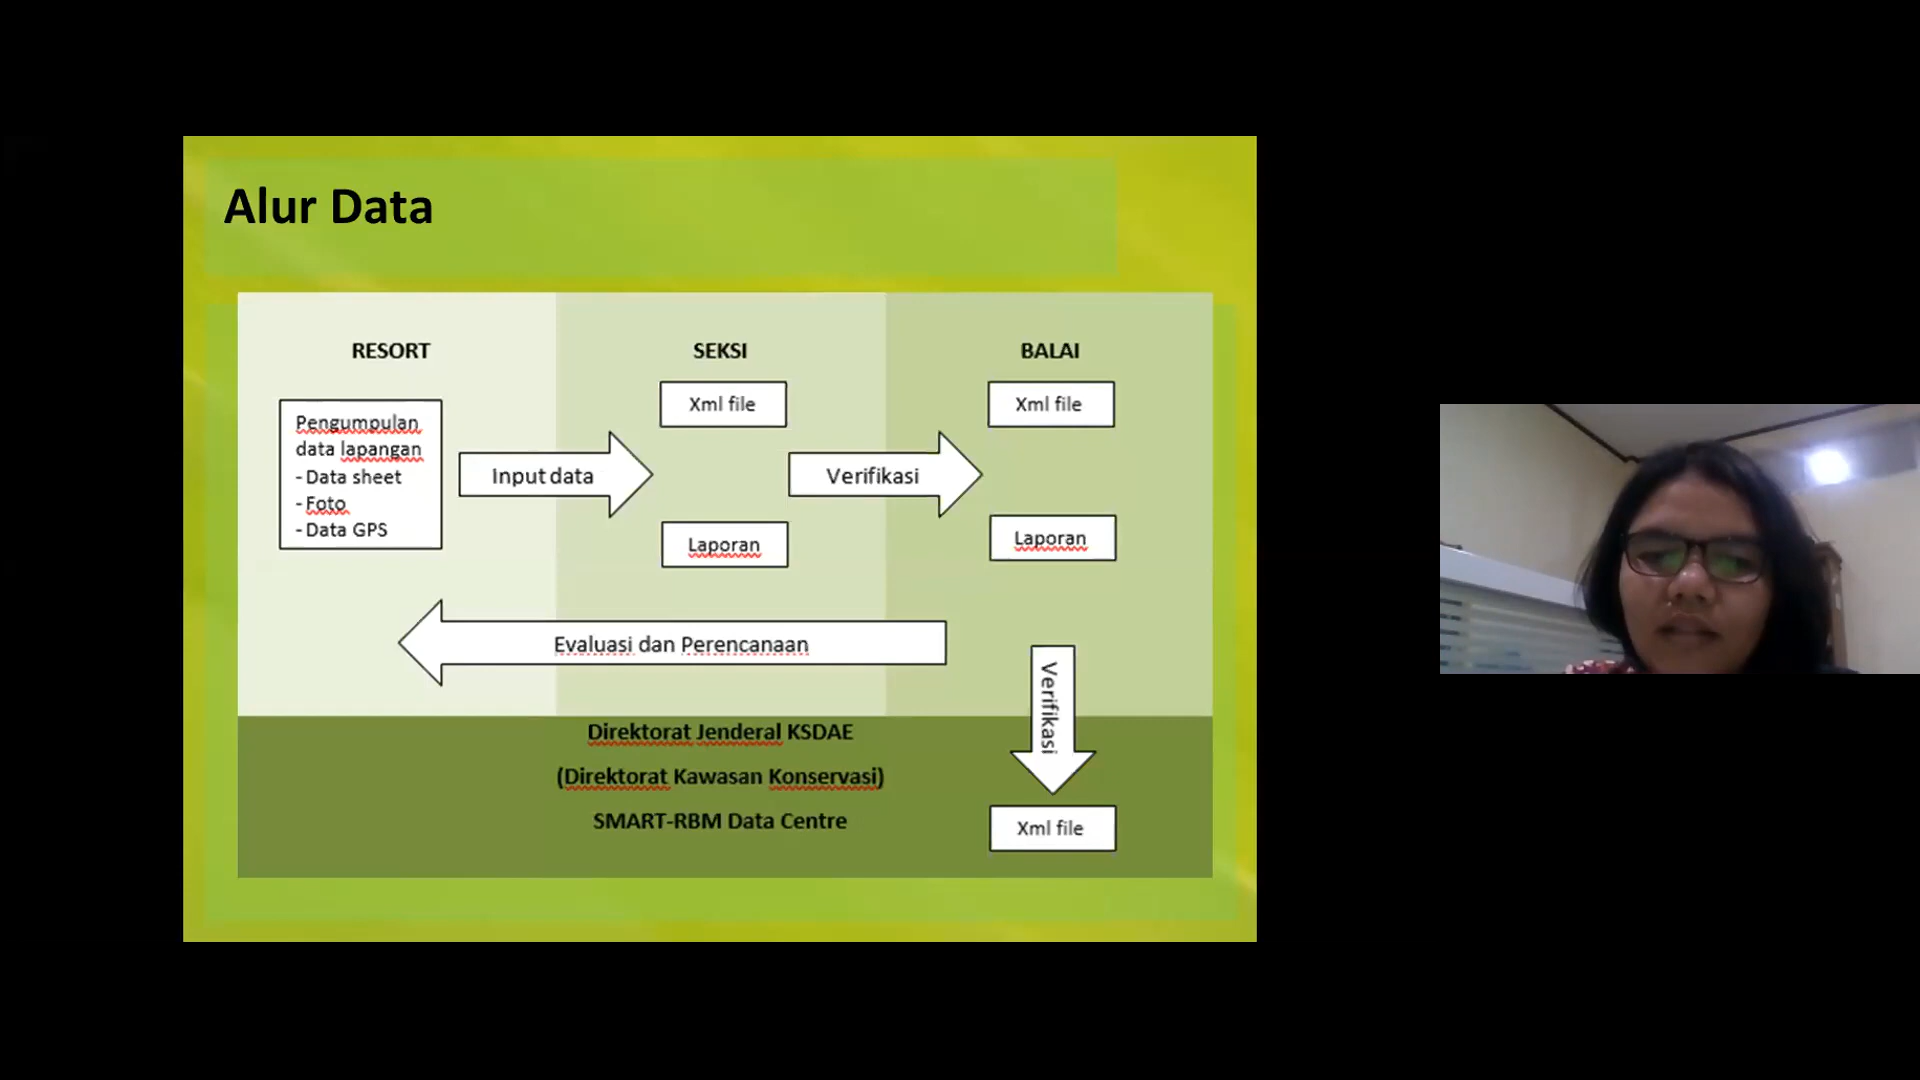 Alur Data
RESORT
SEKSI
BALAI
Pengumpulan
data lapangan
- Data sheet
- Foto
- Data GPS
Input data
Xml file
Laporan
Verifikasi
Xml file
Laporan
Evaluasi dan Perencanaan
Verifikasi
Direktorat Jenderal KSDAE
(Direktorat Kawasan Konservasi)
SMART-RBM Data Centre
Xml file